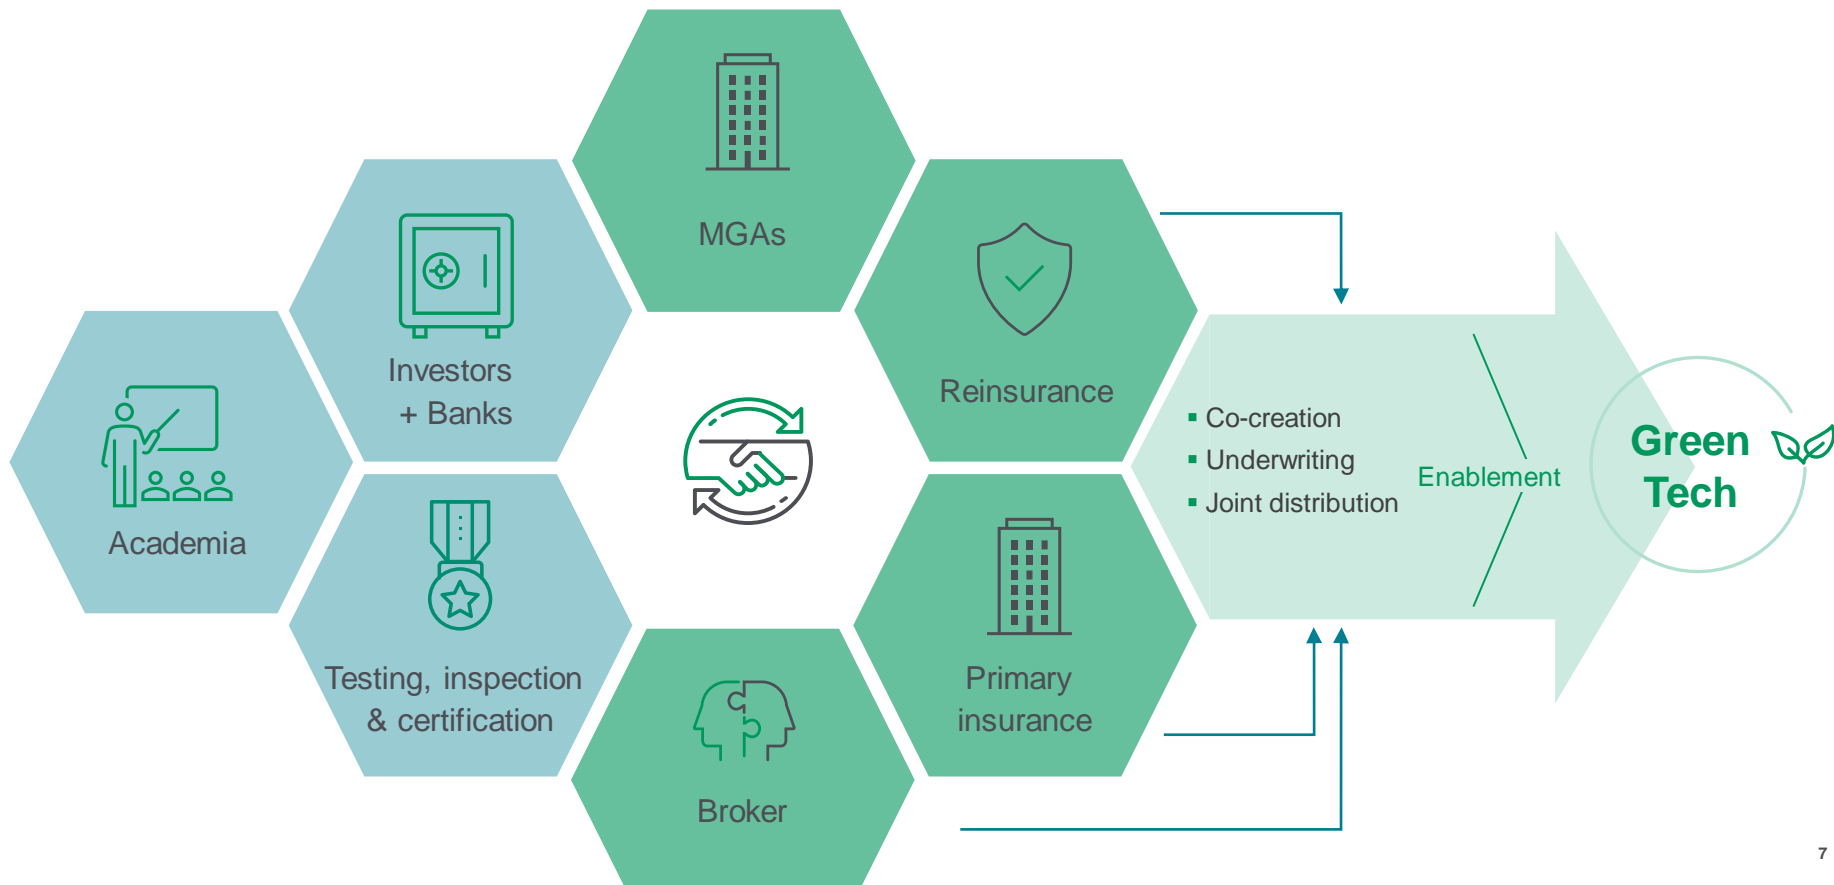 MGAs
Investors
+ Banks
Reinsurance
Academia
Testing, inspection
& certification
Primary
insurance
Broker
▪ Co-creation
▪ Underwriting
▪ Joint distribution
Enablement
Green
Tech
7